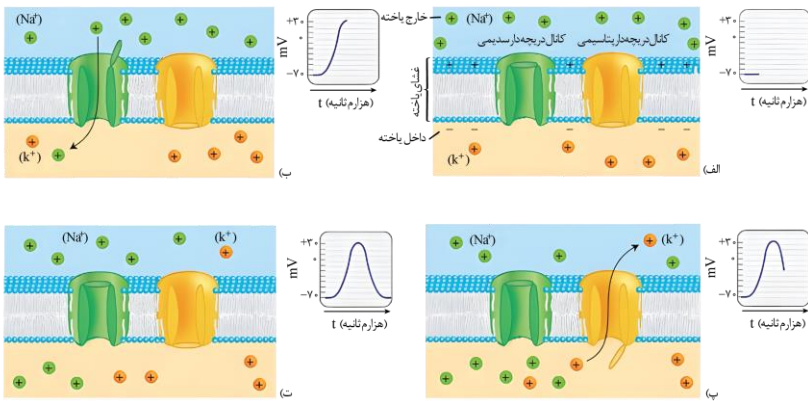 خارج یاخته
(Na⁺)
کانال دریچه‌دار سدیمی
کانال دریچه‌دار پتاسیمی
غشای یاخته
داخل یاخته
(k⁺)
+ + + + +
− − − −
mV
+۳۰
−۷۰
t (هزارم ثانیه)
الف)
(Na⁺)
(k⁺)
mV
+۳۰
−۷۰
t (هزارم ثانیه)
ب)
(k⁺)
mV
+۳۰
−۷۰
t (هزارم ثانیه)
پ)
(Na⁺)
(k⁺)
mV
+۳۰
−۷۰
t (هزارم ثانیه)
ت)